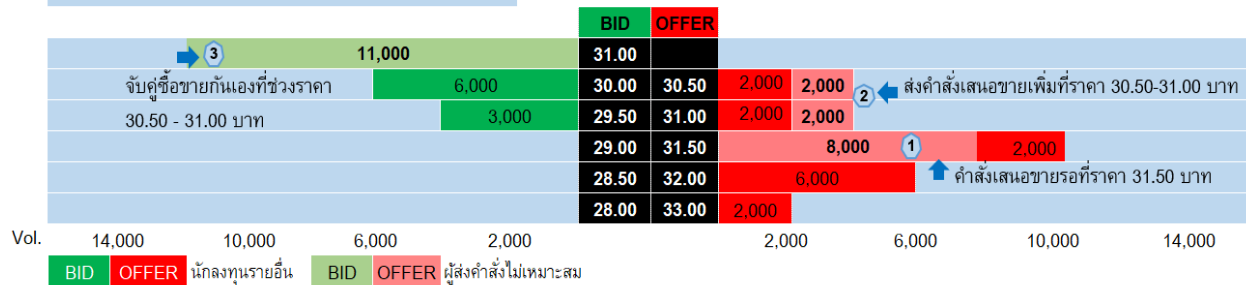 BID OFFER
3 11,000 31.00
จับคู่ซื้อขายกันเองที่ช่วงราคา 6,000 30.00 30.50 2,000 2,000 2 ส่งคำสั่งเสนอขายเพิ่มที่ราคา 30.50-31.00 บาท
30.50 - 31.00 บาท 3,000 29.50 31.00 2,000 2,000
29.00 31.50 8,000 1 2,000
28.50 32.00 6,000 คำสั่งเสนอขายรอที่ราคา 31.50 บาท
28.00 33.00 2,000
Vol. 14,000 10,000 6,000 2,000 2,000 6,000 10,000 14,000
BID OFFER นักลงทุนรายอื่น BID OFFER ผู้ส่งคำสั่งไม่เหมาะสม